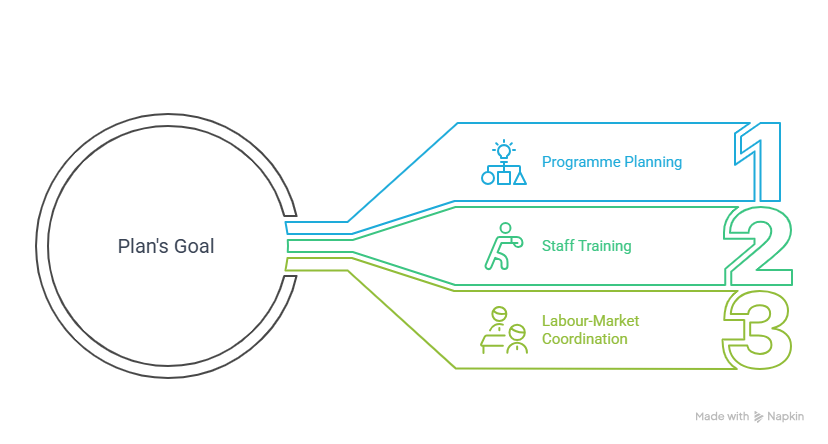 Plan's Goal
1
Programme Planning
2
Staff Training
3
Labour-Market
Coordination
Made with Napkin